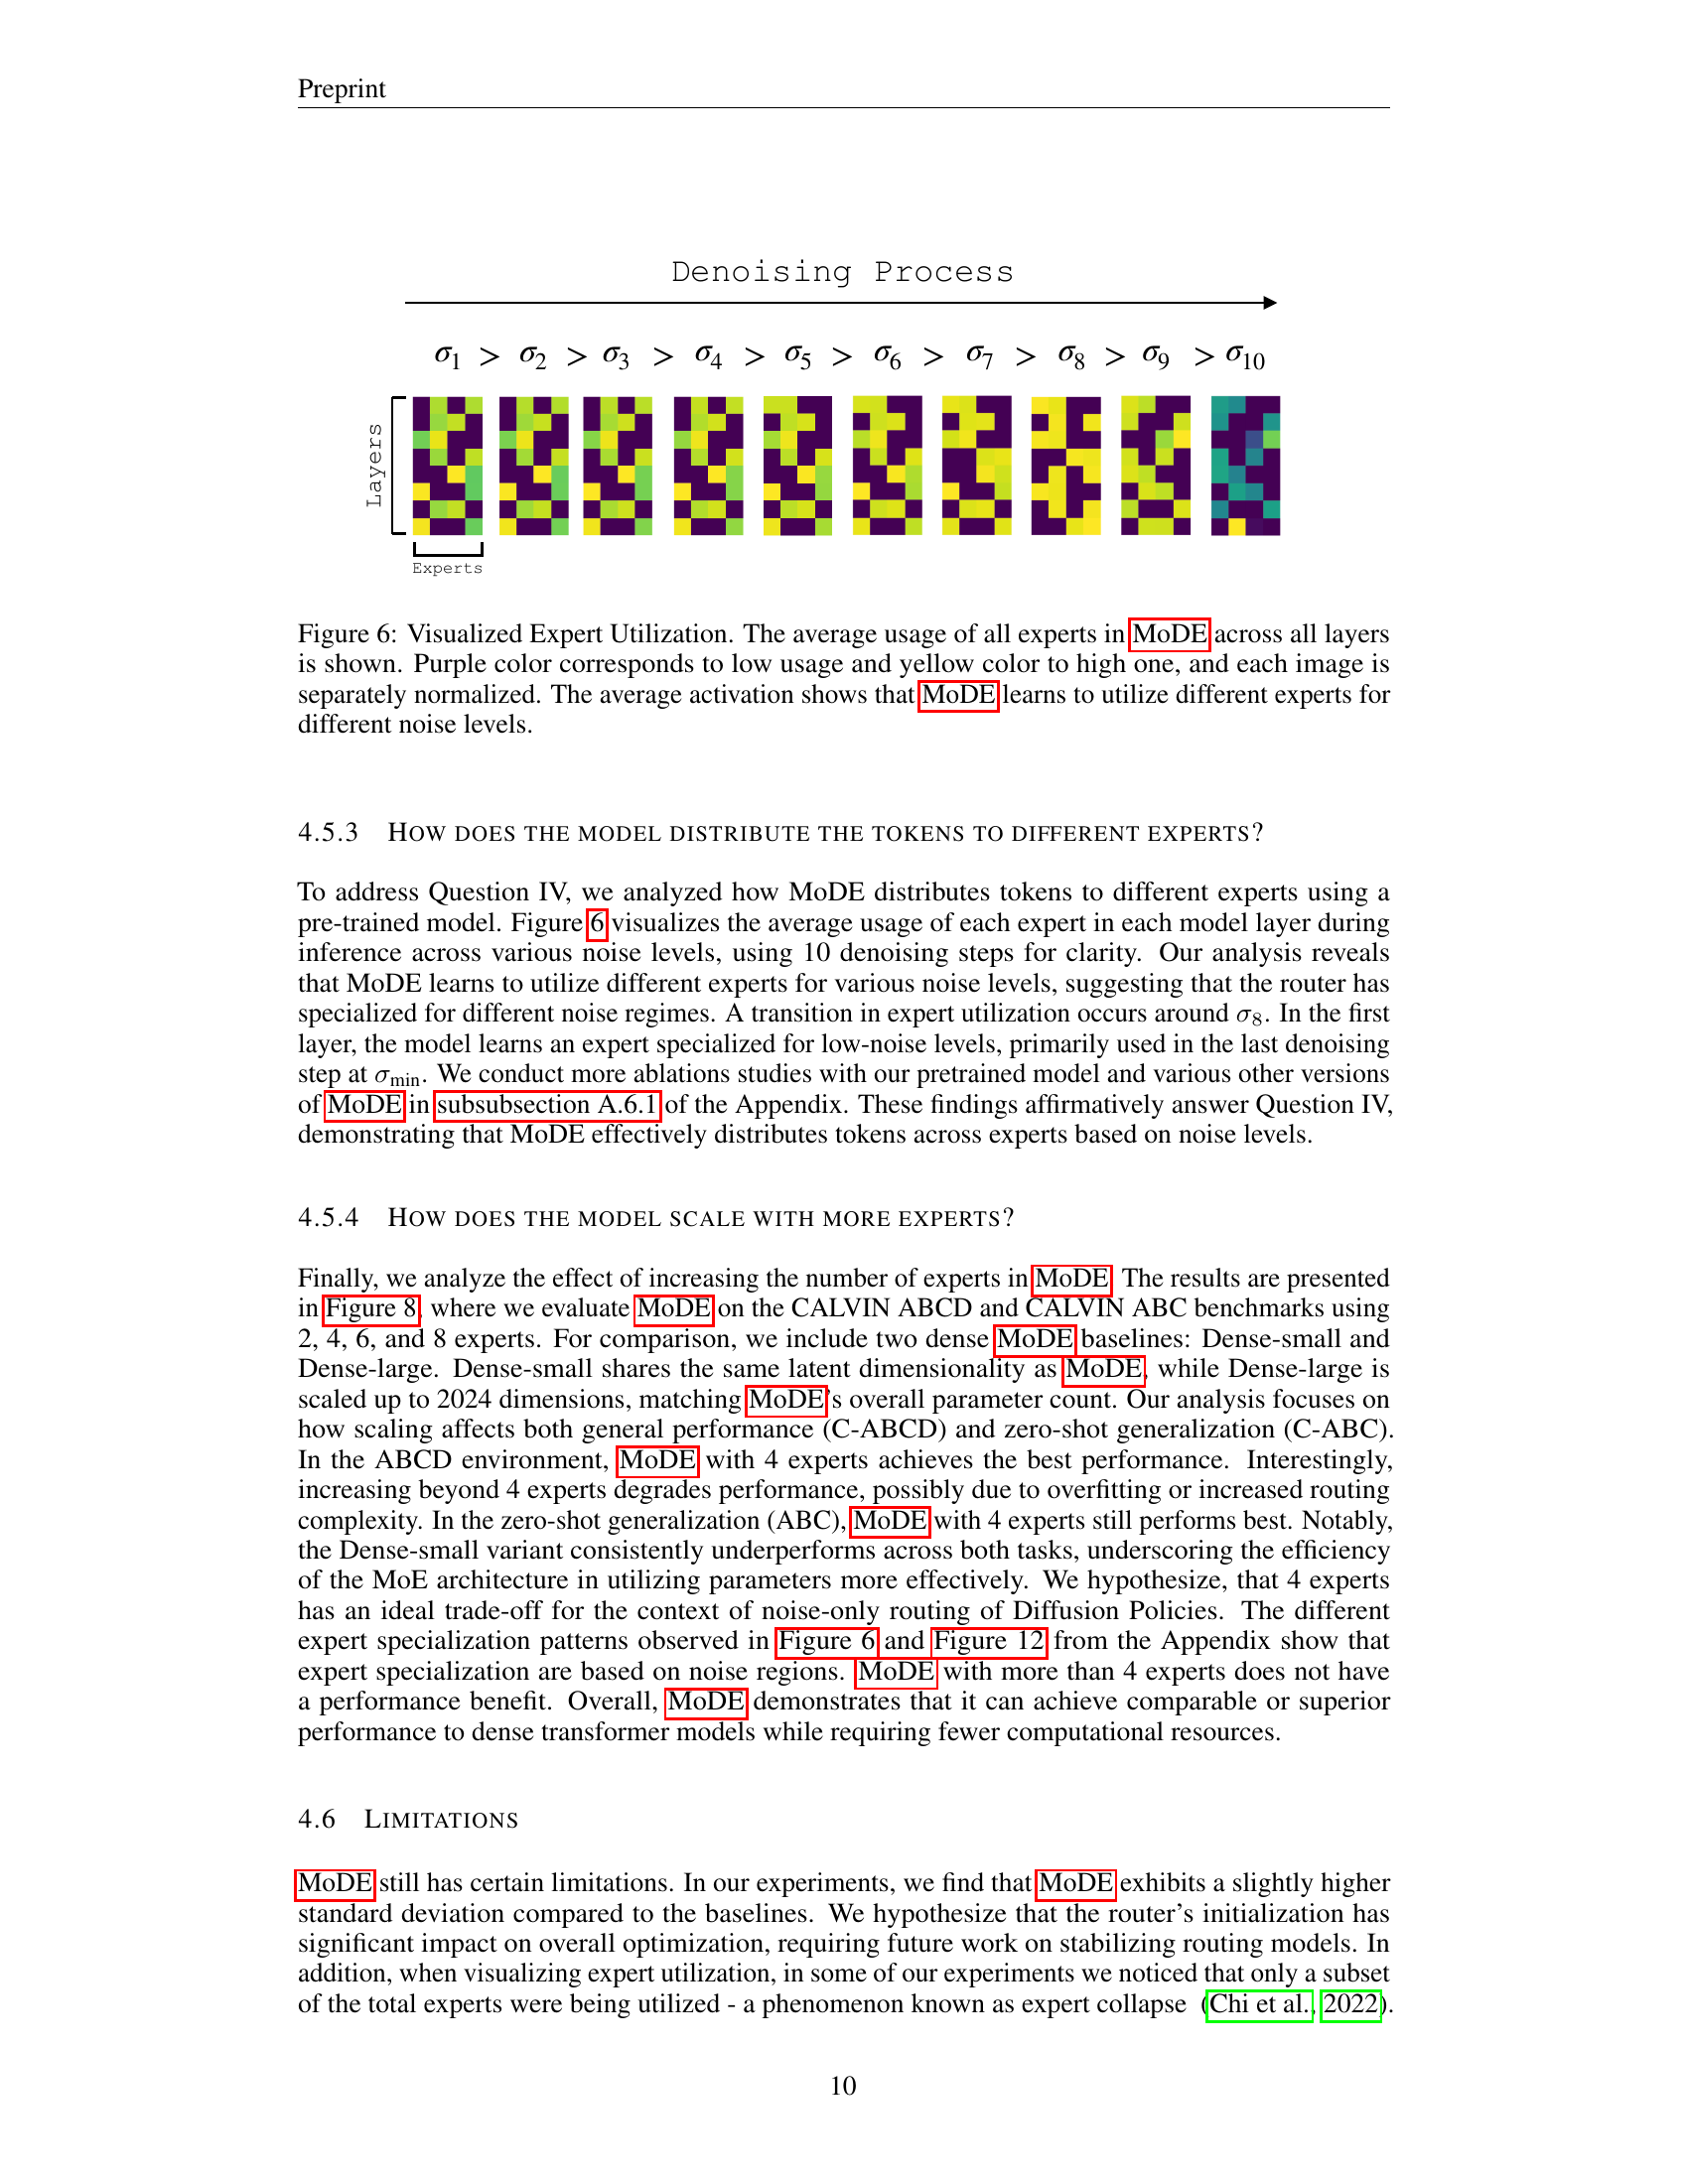 Preprint
Denoising Process
σ1 > σ2 > σ3 > σ4 > σ5 > σ6 > σ7 > σ8 > σ9 > σ10
Layers
Experts
Figure 6: Visualized Expert Utilization. The average usage of all experts in MoDE across all layers
is shown. Purple color corresponds to low usage and yellow color to high one, and each image is
separately normalized. The average activation shows that MoDE learns to utilize different experts for
different noise levels.
4.5.3 HOW DOES THE MODEL DISTRIBUTE THE TOKENS TO DIFFERENT EXPERTS?
To address Question IV, we analyzed how MoDE distributes tokens to different experts using a
pre-trained model. Figure 6 visualizes the average usage of each expert in each model layer during
inference across various noise levels, using 10 denoising steps for clarity. Our analysis reveals
that MoDE learns to utilize different experts for various noise levels, suggesting that the router has
specialized for different noise regimes. A transition in expert utilization occurs around σ8. In the first
layer, the model learns an expert specialized for low-noise levels, primarily used in the last denoising
step at σmin. We conduct more ablations studies with our pretrained model and various other versions
of MoDE in subsubsection A.6.1 of the Appendix. These findings affirmatively answer Question IV,
demonstrating that MoDE effectively distributes tokens across experts based on noise levels.
4.5.4 HOW DOES THE MODEL SCALE WITH MORE EXPERTS?
Finally, we analyze the effect of increasing the number of experts in MoDE. The results are presented
in Figure 8, where we evaluate MoDE on the CALVIN ABCD and CALVIN ABC benchmarks using
2, 4, 6, and 8 experts. For comparison, we include two dense MoDE baselines: Dense-small and
Dense-large. Dense-small shares the same latent dimensionality as MoDE, while Dense-large is
scaled up to 2024 dimensions, matching MoDE's overall parameter count. Our analysis focuses on
how scaling affects both general performance (C-ABCD) and zero-shot generalization (C-ABC).
In the ABCD environment, MoDE with 4 experts achieves the best performance. Interestingly,
increasing beyond 4 experts degrades performance, possibly due to overfitting or increased routing
complexity. In the zero-shot generalization (ABC), MoDE with 4 experts still performs best. Notably,
the Dense-small variant consistently underperforms across both tasks, underscoring the efficiency
of the MoE architecture in utilizing parameters more effectively. We hypothesize, that 4 experts
has an ideal trade-off for the context of noise-only routing of Diffusion Policies. The different
expert specialization patterns observed in Figure 6 and Figure 12 from the Appendix show that
expert specialization are based on noise regions. MoDE with more than 4 experts does not have
a performance benefit. Overall, MoDE demonstrates that it can achieve comparable or superior
performance to dense transformer models while requiring fewer computational resources.
4.6 LIMITATIONS
MoDE still has certain limitations. In our experiments, we find that MoDE exhibits a slightly higher
standard deviation compared to the baselines. We hypothesize that the router's initialization has
significant impact on overall optimization, requiring future work on stabilizing routing models. In
addition, when visualizing expert utilization, in some of our experiments we noticed that only a subset
of the total experts were being utilized - a phenomenon known as expert collapse (Chi et al., 2022).
10